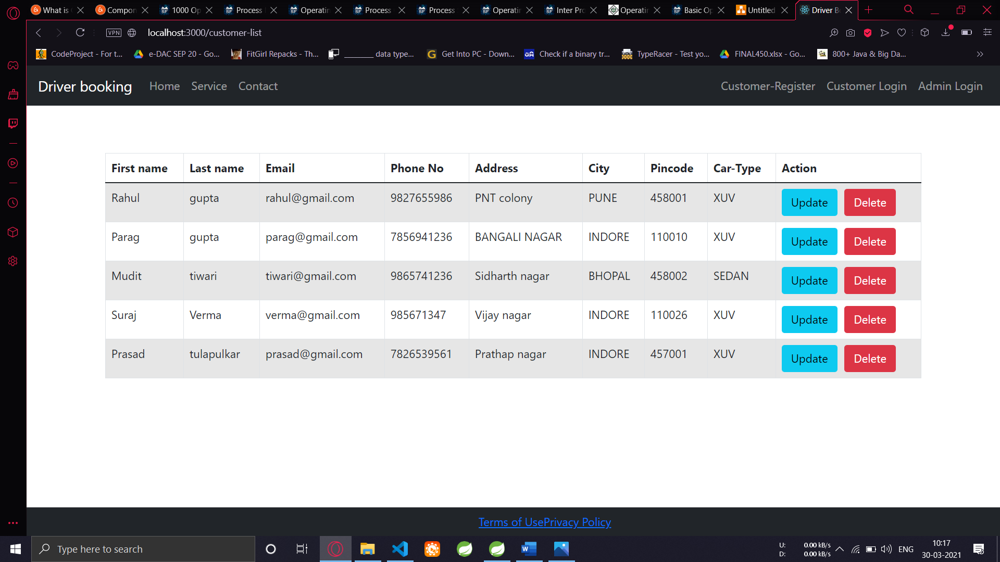 What is
Compon
1000 Op
Process
Operatin
Process
Process
Operatin
Inter Pro
Operatin
Basic Op
Untitled
Driver Bo
VPN
localhost:3000/customer-list
CodeProject - For t...
e-DAC SEP 20 - Go...
FitGirl Repacks - Th...
________ data type...
Get Into PC - Down...
Check if a binary tr...
TypeRacer - Test yo...
FINAL450.xlsx - Go...
800+ Java & Big Da...
Driver booking Home Service Contact Customer-Register Customer Login Admin Login
First name Last name Email Phone No Address City Pincode Car-Type Action
Rahul gupta rahul@gmail.com 9827655986 PNT colony PUNE 458001 XUV Update Delete
Parag gupta parag@gmail.com 7856941236 BANGALI NAGAR INDORE 110010 XUV Update Delete
Mudit tiwari tiwari@gmail.com 9865741236 Sidharth nagar BHOPAL 458002 SEDAN Update Delete
Suraj Verma verma@gmail.com 985671347 Vijay nagar INDORE 110026 XUV Update Delete
Prasad tulapulkar prasad@gmail.com 7826539561 Prathap nagar INDORE 457001 XUV Update Delete
Terms of UsePrivacy Policy
Type here to search
U: 0.00 kB/s
D: 0.00 kB/s
ENG
10:17
30-03-2021